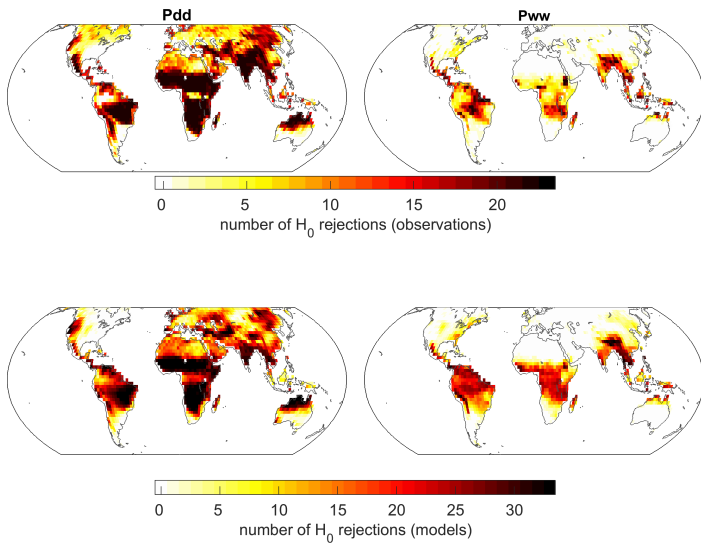 Pdd Pww
0 5 10 15 20
number of H0 rejections (observations)
0 5 10 15 20 25 30
number of H0 rejections (models)